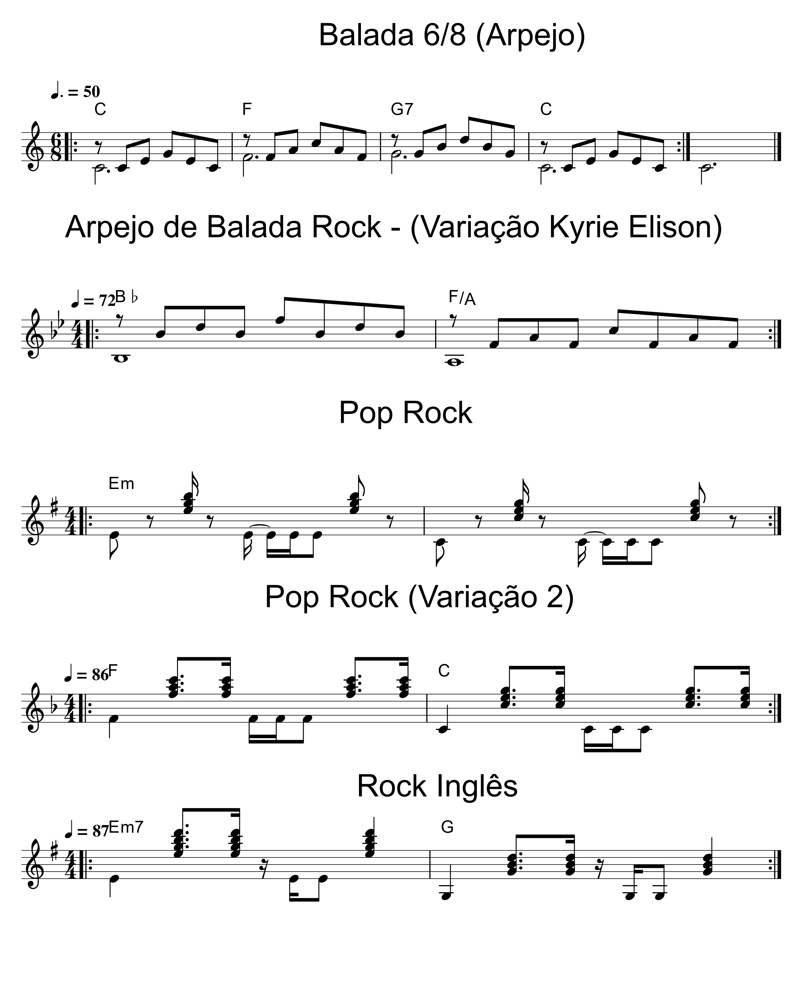 Balada 6/8 (Arpejo)
♩. = 50
C F G7 C
6
8
Arpejo de Balada Rock - (Variação Kyrie Elison)
♩ = 72 B♭ F/A
4
4
Pop Rock
Em
4
4
Pop Rock (Variação 2)
♩ = 86 F C
4
4
Rock Inglês
♩ = 87 Em7 G
4
4